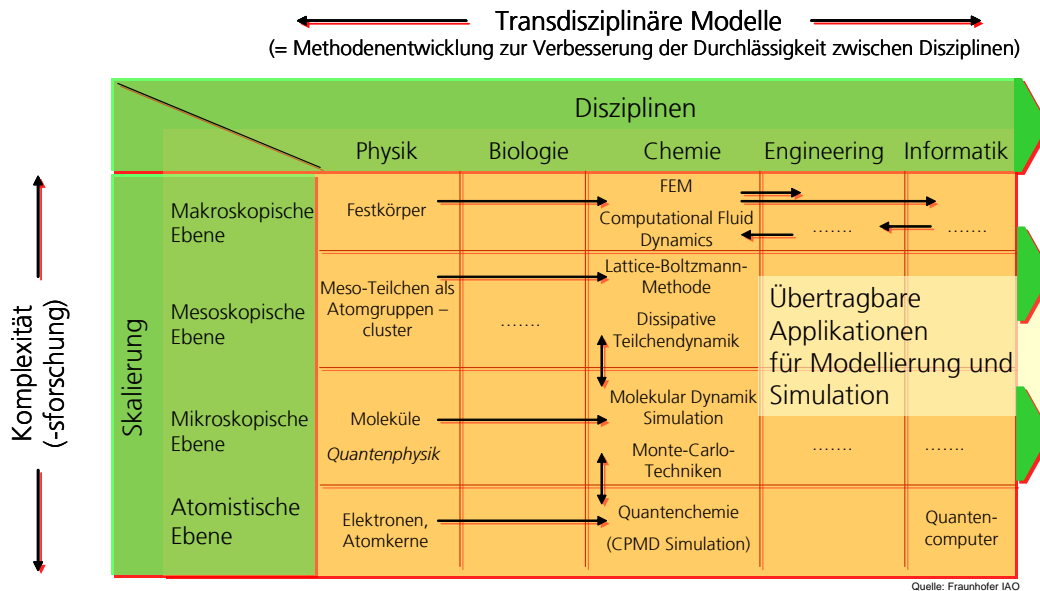 Transdisziplinäre Modelle
(= Methodenentwicklung zur Verbesserung der Durchlässigkeit zwischen Disziplinen)
Disziplinen
Physik
Biologie
Chemie
Engineering
Informatik
Komplexität
(-sforschung)
Skalierung
Makroskopische
Ebene
Festkörper
FEM
Computational Fluid
Dynamics
.......
.......
Mesoskopische
Ebene
Meso-Teilchen als
Atomgruppen –
cluster
.......
Lattice-Boltzmann-
Methode
Dissipative
Teilchendynamik
Übertragbare
Applikationen
für Modellierung und
Simulation
Mikroskopische
Ebene
Moleküle
Quantenphysik
Molekular Dynamik
Simulation
Monte-Carlo-
Techniken
.......
.......
Atomistische
Ebene
Elektronen,
Atomkerne
Quantenchemie
(CPMD Simulation)
Quanten-
computer
Quelle: Fraunhofer IAO